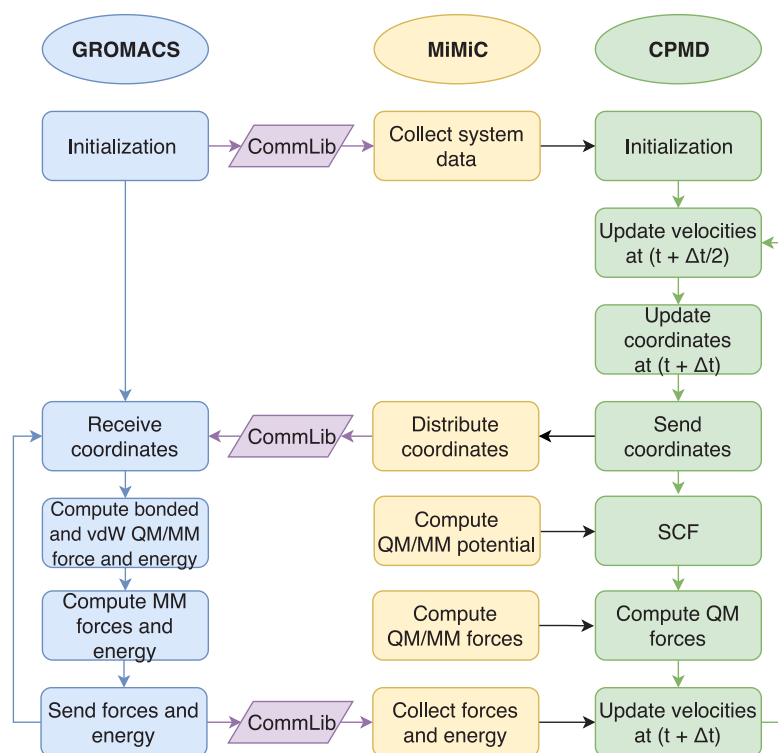 GROMACS
MiMiC
CPMD
Initialization
CommLib
Collect system
data
Initialization
Update velocities
at (t + Δt/2)
Update
coordinates
at (t + Δt)
Receive
coordinates
CommLib
Distribute
coordinates
Send
coordinates
Compute bonded
and vdW QM/MM
force and energy
Compute
QM/MM potential
SCF
Compute MM
forces and
energy
Compute
QM/MM forces
Compute QM
forces
Send forces and
energy
CommLib
Collect forces
and energy
Update velocities
at (t + Δt)